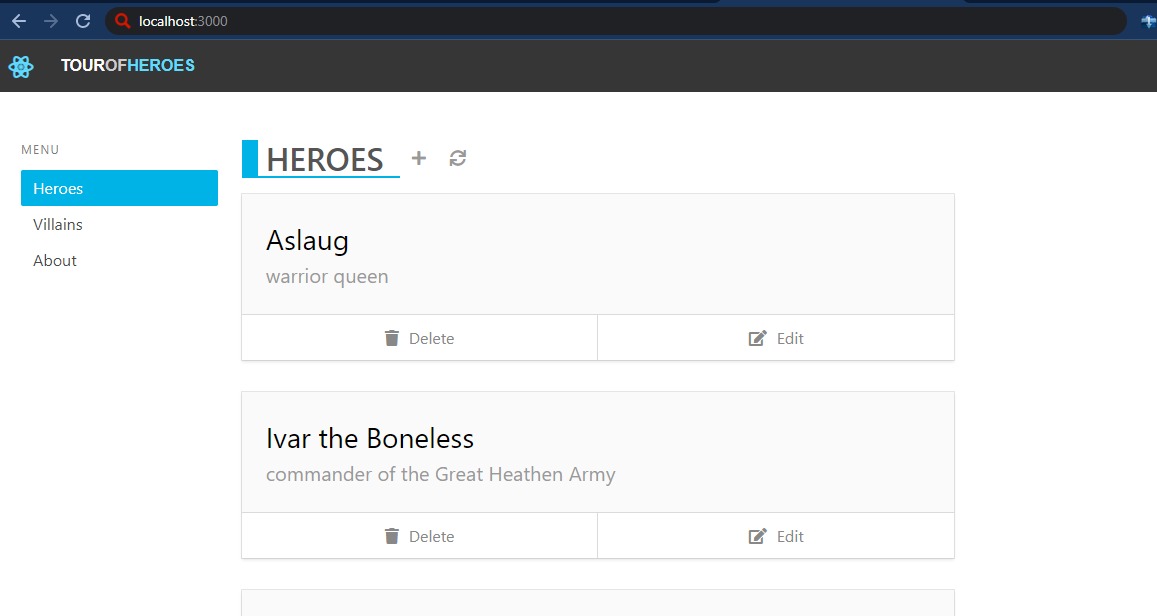 localhost:3000
TOUROFHEROES
MENU
Heroes
Villains
About
HEROES
Aslaug
warrior queen
Delete
Edit
Ivar the Boneless
commander of the Great Heathen Army
Delete
Edit